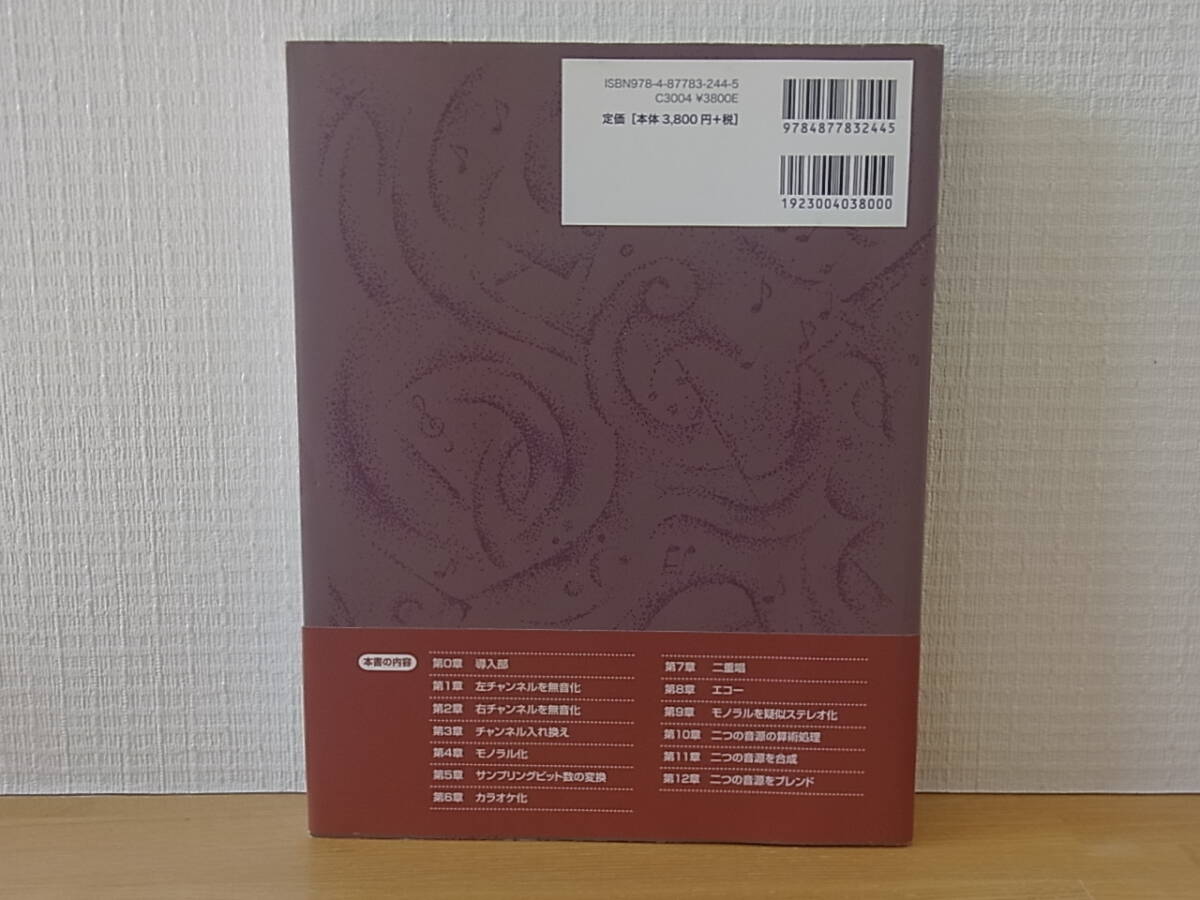 ISBN978-4-87783-244-5
C3004 ¥3800E
定価 [本体 3,800 円+税]
9784877832445
1923004038000
本書の内容
第0章 導入部
第1章 左チャンネルを無音化
第2章 右チャンネルを無音化
第3章 チャンネル入れ換え
第4章 モノラル化
第5章 サンプリングビット数の変換
第6章 カラオケ化
第7章 二重唱
第8章 エコー
第9章 モノラルを疑似ステレオ化
第10章 二つの音源の算術処理
第11章 二つの音源を合成
第12章 二つの音源をブレンド